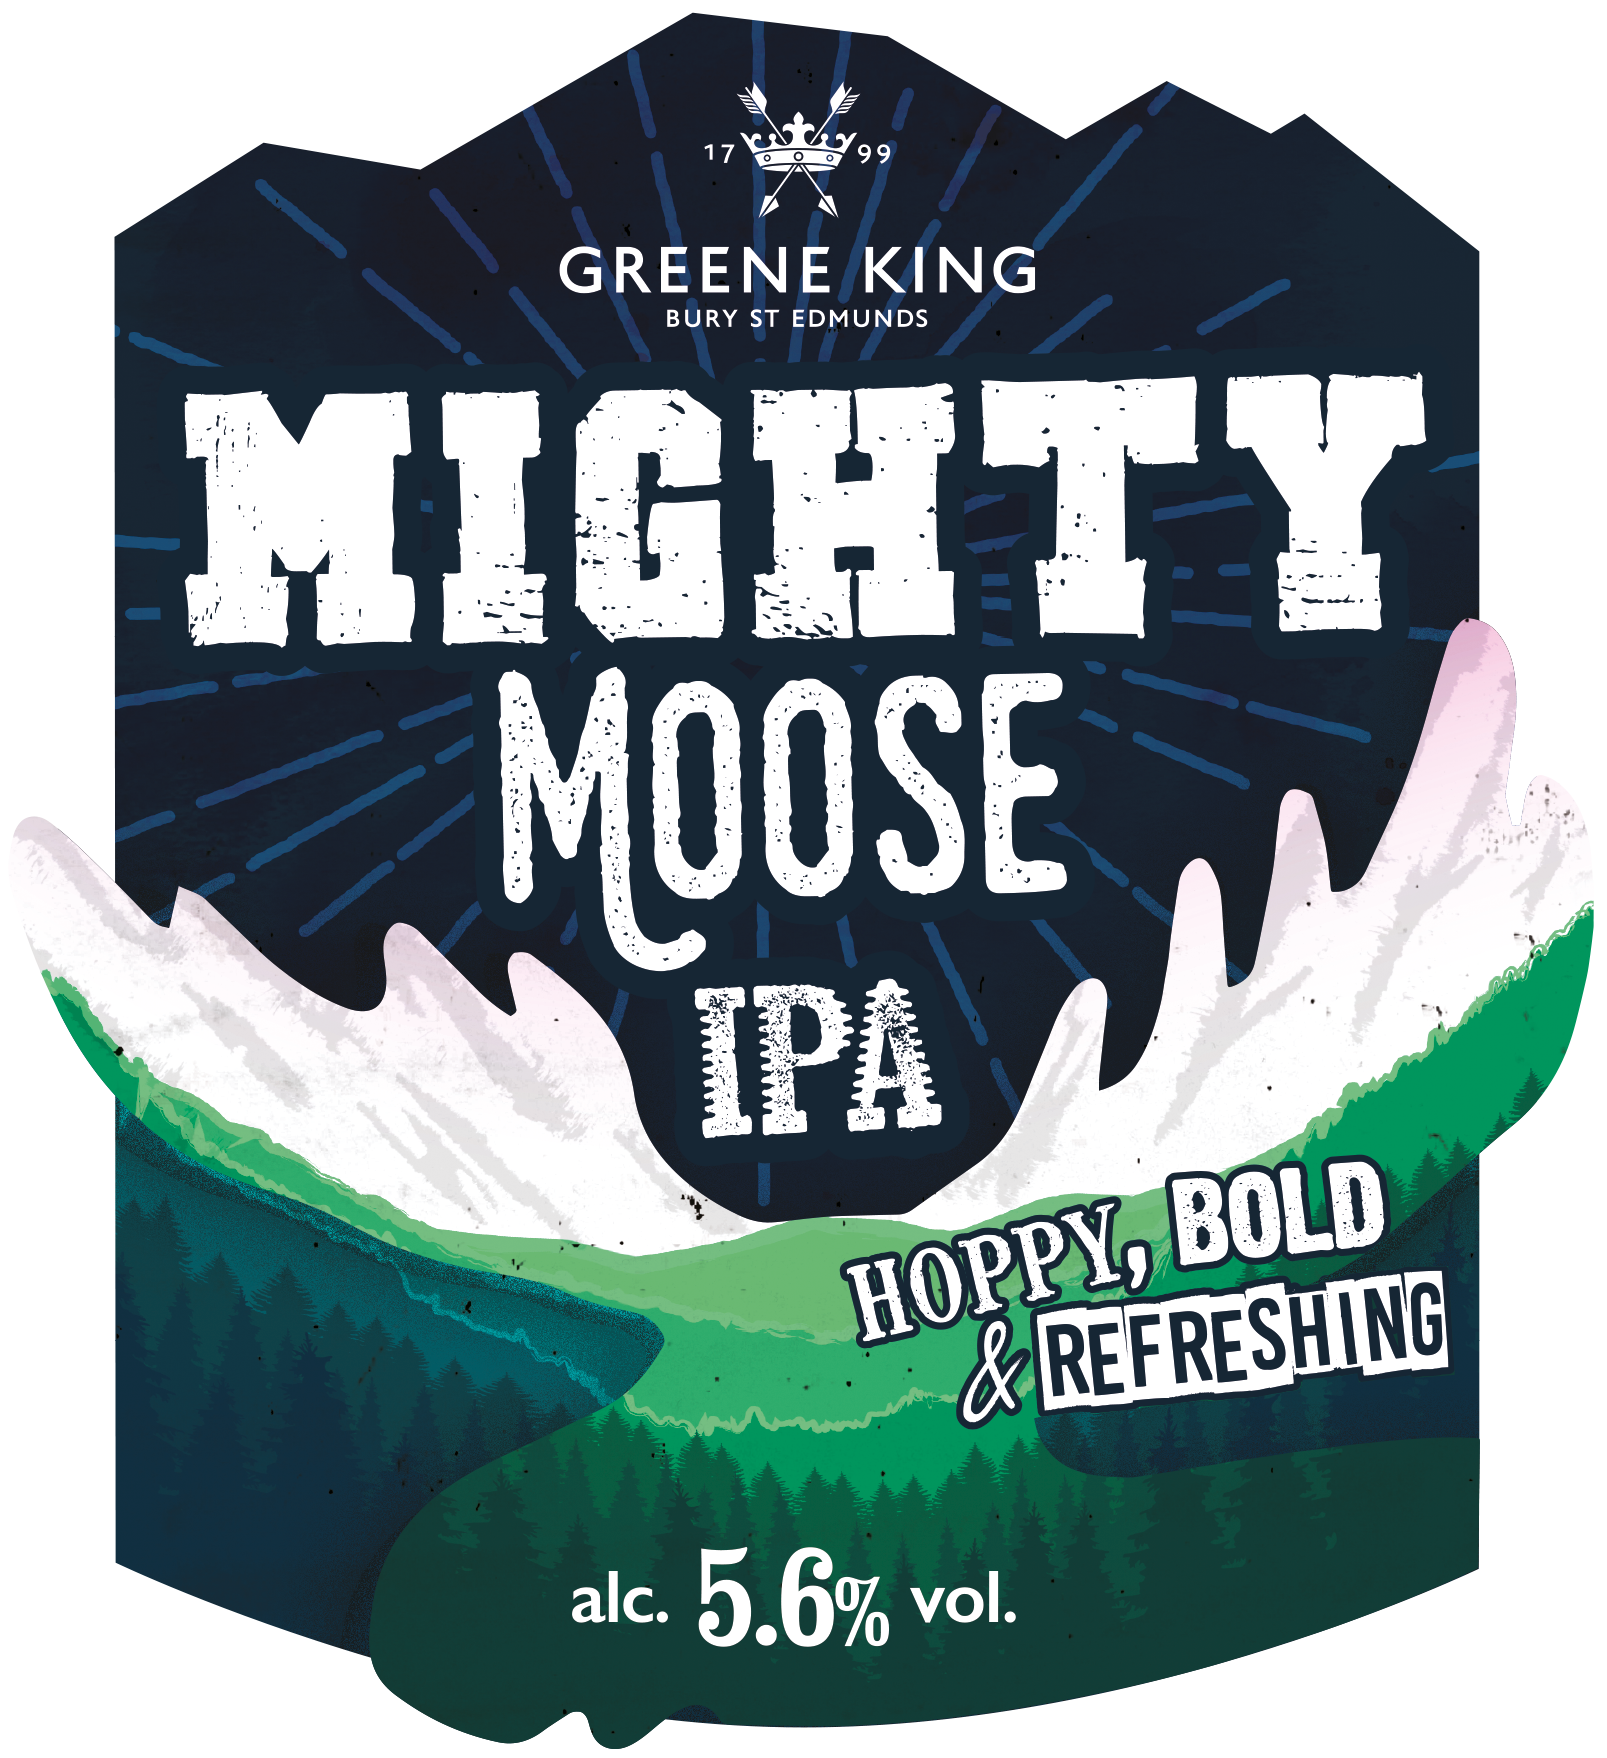 17 99
GREENE KING
BURY ST EDMUNDS
MIGHTY
MOOSE
IPA
HOPPY, BOLD
& REFRESHING
alc. 5.6% vol.